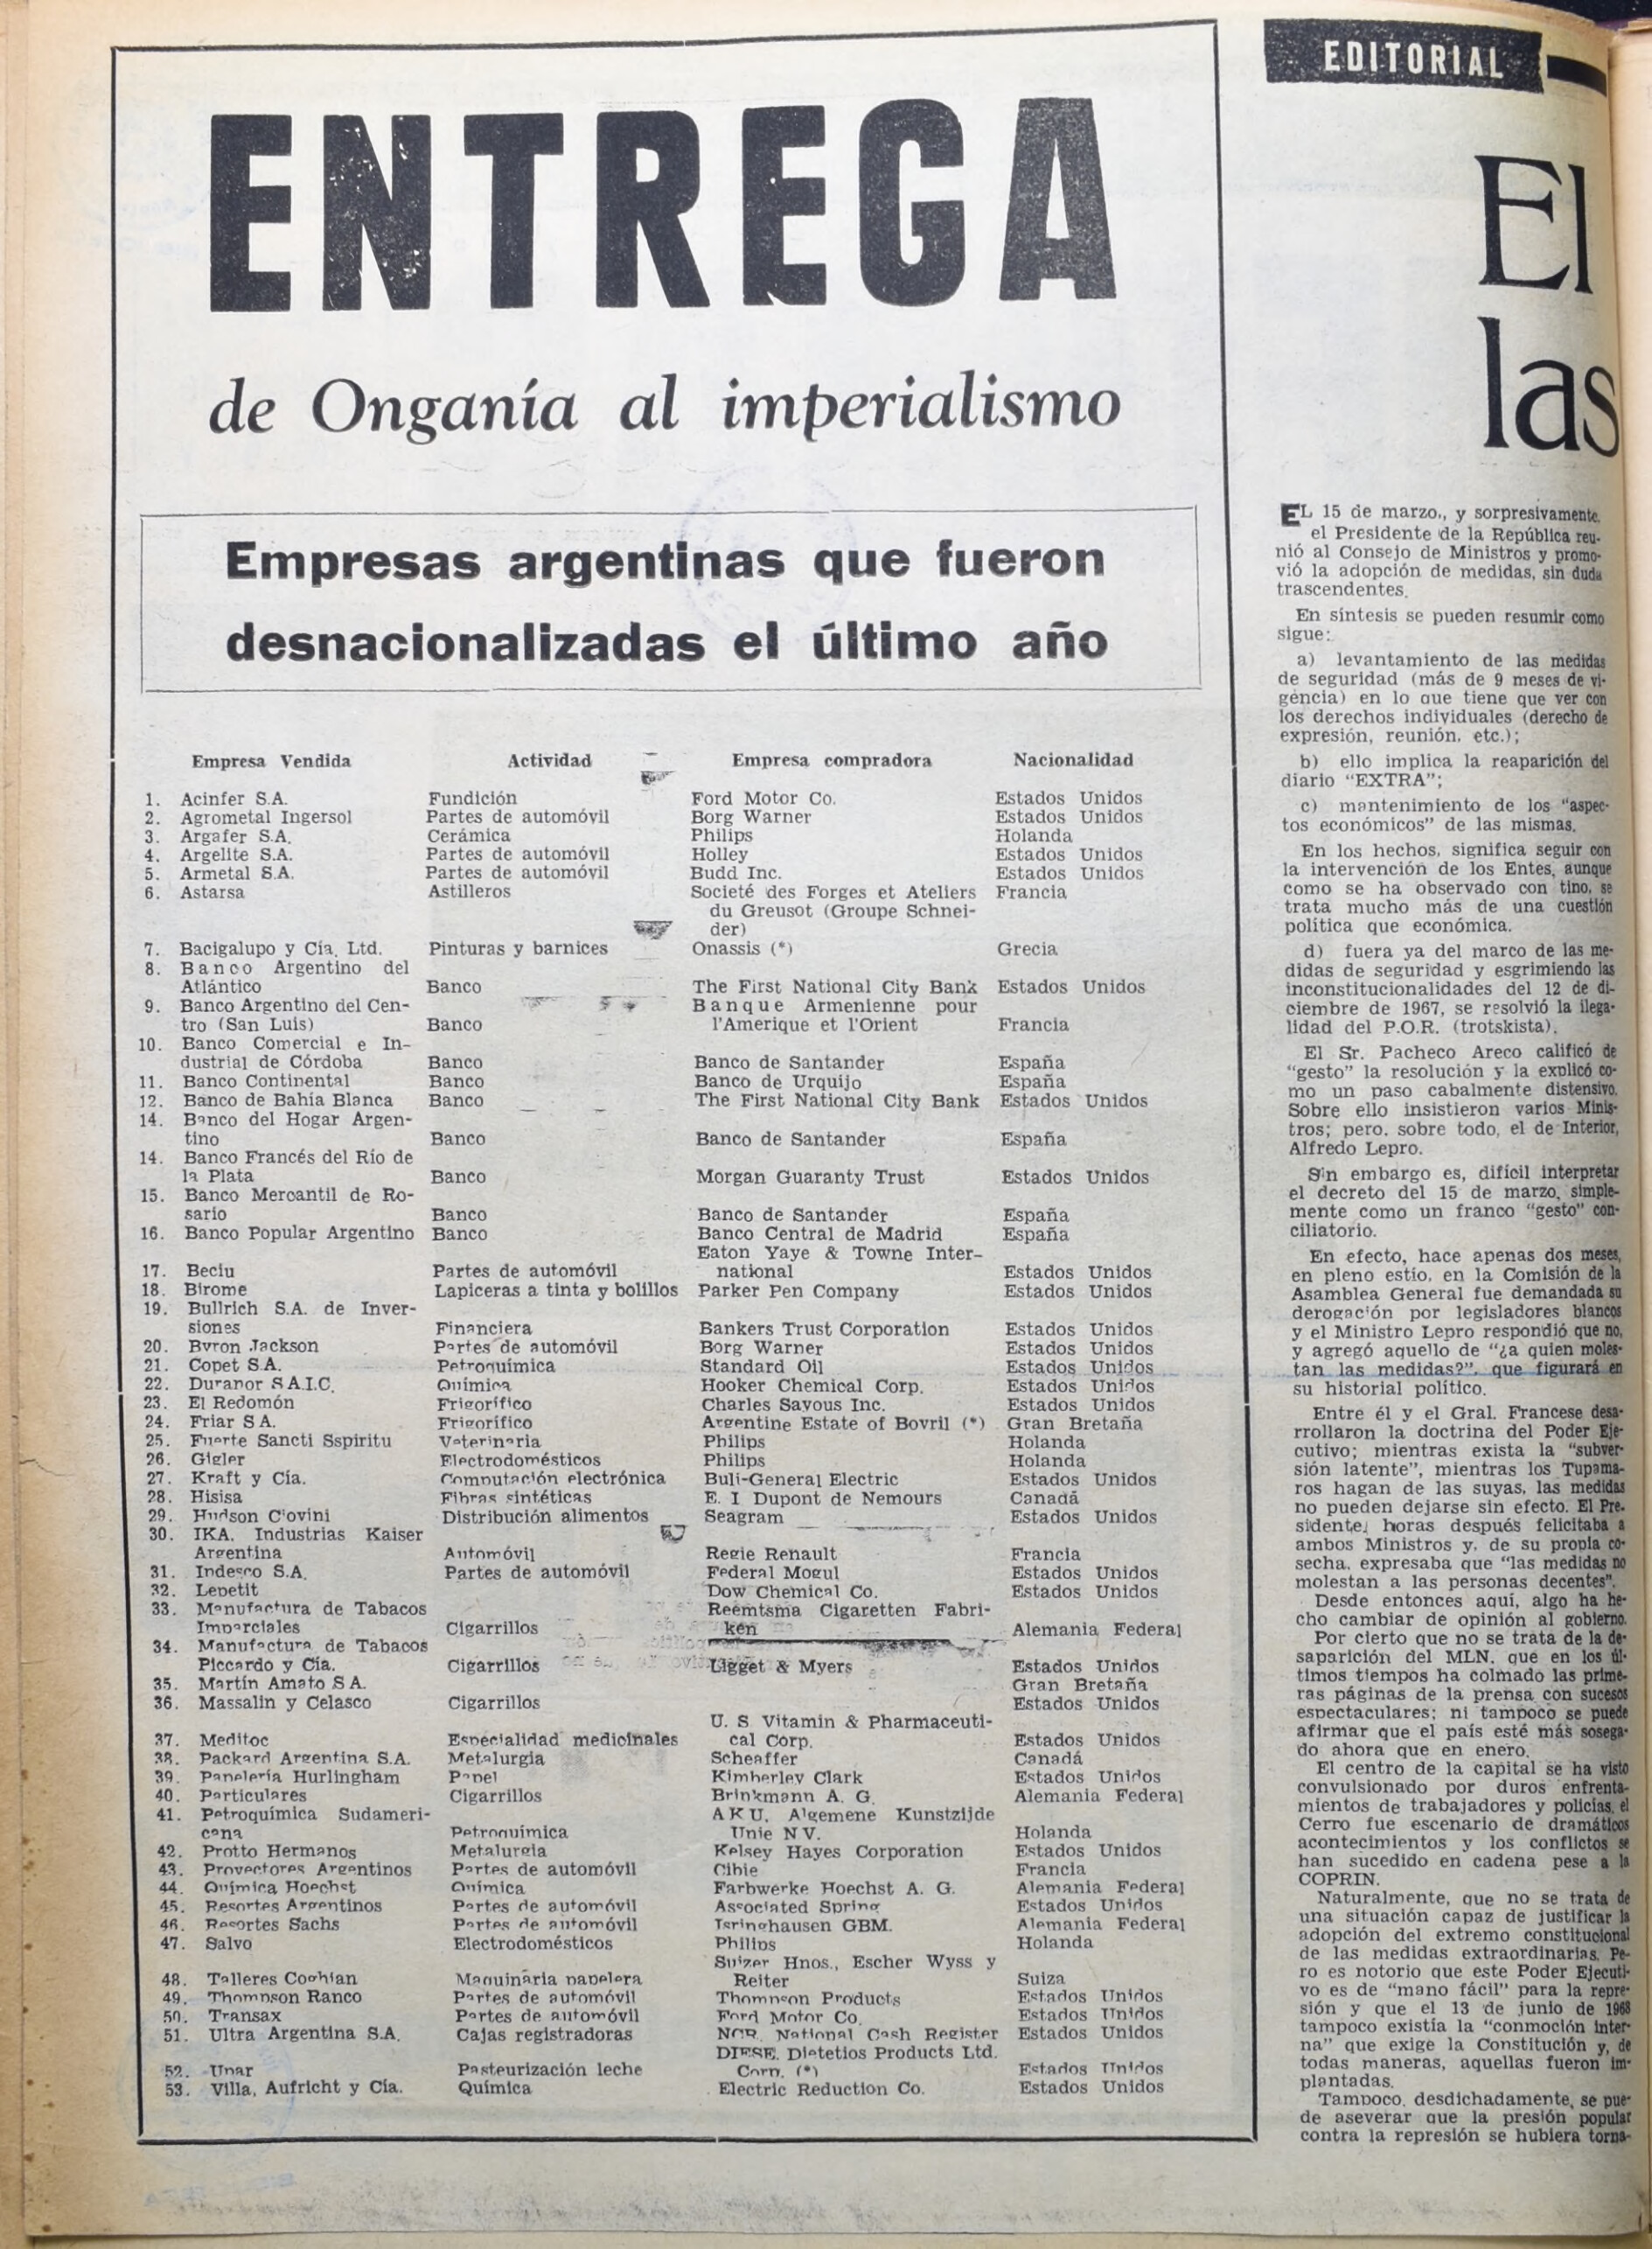 ENTREGA
de Onganía al imperialismo
Empresas argentinas que fueron
desnacionalizadas el último año
Empresa Vendida Actividad Empresa compradora Nacionalidad
1. Acinfer S.A. Fundición Ford Motor Co. Estados Unidos
2. Agrometal Ingersol Partes de automóvil Borg Warner Estados Unidos
3. Argafer S.A. Cerámica Philips Holanda
4. Argelite S.A. Partes de automóvil Holley Estados Unidos
5. Armetal S.A. Partes de automóvil Budd Inc. Estados Unidos
6. Astarsa Astilleros Societé des Forges et Ateliers Francia
du Greusot (Groupe Schnei-
der)
7. Bacigalupo y Cía. Ltd. Pinturas y barnices Onassis (*) Grecia
8. Banco Argentino del
Atlántico Banco The First National City Bank Estados Unidos
9. Banco Argentino del Cen- Banque Armenienne pour
tro (San Luis) Banco l'Amerique et l'Orient Francia
10. Banco Comercial e In-
dustrial de Córdoba Banco Banco de Santander España
11. Banco Continental Banco Banco de Urquijo España
12. Banco de Bahía Blanca Banco The First National City Bank Estados Unidos
14. Banco del Hogar Argen-
tino Banco Banco de Santander España
14. Banco Francés del Río de
la Plata Banco Morgan Guaranty Trust Estados Unidos
15. Banco Mercantil de Ro-
sario Banco Banco de Santander España
16. Banco Popular Argentino Banco Banco Central de Madrid España
Eaton Yaye & Towne Inter-
17. Beciu Partes de automóvil national Estados Unidos
18. Birome Lapiceras a tinta y bolillos Parker Pen Company Estados Unidos
19. Bullrich S.A. de Inver-
siones Financiera Bankers Trust Corporation Estados Unidos
20. Byron Jackson Partes de automóvil Borg Warner Estados Unidos
21. Copet S.A. Petroquímica Standard Oil Estados Unidos
22. Duranor S A.I.C. Química Hooker Chemical Corp. Estados Unidos
23. El Redomón Frigorífico Charles Sayous Inc. Estados Unidos
24. Friar S A. Frigorífico Argentine Estate of Bovril (*) Gran Bretaña
25. Fuerte Sancti Sspiritu Veterinaria Philips Holanda
26. Gigler Electrodomésticos Philips Holanda
27. Kraft y Cía. Computación electrónica Buli-General Electric Estados Unidos
28. Hisisa Fibras sintéticas E. I Dupont de Nemours Canadá
29. Hudson Ciovini Distribución alimentos Seagram Estados Unidos
30. IKA. Industrias Kaiser
Argentina Automóvil Regie Renault Francia
31. Indesco S.A. Partes de automóvil Federal Mogul Estados Unidos
32. Lepetit Dow Chemical Co. Estados Unidos
33. Manufactura de Tabacos Reemtsma Cigaretten Fabri-
Imparciales Cigarrillos ken Alemania Federal
34. Manufactura de Tabacos
Piccardo y Cía. Cigarrillos Ligget & Myers Estados Unidos
35. Martín Amato S A. Gran Bretaña
36. Massalin y Celasco Cigarrillos Estados Unidos
U. S. Vitamin & Pharmaceuti-
37. Meditoc Especialidad medicinales cal Corp. Estados Unidos
38. Packard Argentina S.A. Metalurgia Scheaffer Canadá
39. Papelería Hurlingham Papel Kimberley Clark Estados Unidos
40. Particulares Cigarrillos Brinkmann A. G. Alemania Federal
41. Petroquímica Sudameri- A K U. Algemene Kunstzijde
cana Petroquímica Unie N V. Holanda
42. Protto Hermanos Metalurgia Kelsey Hayes Corporation Estados Unidos
43. Proyectores Argentinos Partes de automóvil Cibie Francia
44. Química Hoechst Química Farbwerke Hoechst A. G. Alemania Federal
45. Resortes Argentinos Partes de automóvil Associated Spring Estados Unidos
46. Resortes Sachs Partes de automóvil Isringhausen GBM. Alemania Federal
47. Salvo Electrodomésticos Philips Holanda
Suizer Hnos., Escher Wyss y
48. Talleres Coghian Maquinaria papelera Reiter Suiza
49. Thompson Ranco Partes de automóvil Thompson Products Estados Unidos
50. Transax Partes de automóvil Ford Motor Co. Estados Unidos
51. Ultra Argentina S.A. Cajas registradoras NCR. National Cash Register Estados Unidos
DIESE. Dietetios Products Ltd.
52. Unar Pasteurización leche Corp. (*) Estados Unidos
53. Villa, Aufricht y Cía. Química Electric Reduction Co. Estados Unidos
EDITORIAL
El
las
EL 15 de marzo., y sorpresivamente,
el Presidente de la República reu-
nió al Consejo de Ministros y promo-
vió la adopción de medidas, sin duda
trascendentes.
En síntesis se pueden resumir como
sigue:
a) levantamiento de las medidas
de seguridad (más de 9 meses de vi-
gencia) en lo que tiene que ver con
los derechos individuales (derecho de
expresión, reunión, etc.);
b) ello implica la reaparición del
diario "EXTRA";
c) mantenimiento de los "aspec-
tos económicos" de las mismas.
En los hechos, significa seguir con
la intervención de los Entes, aunque
como se ha observado con tino, se
trata mucho más de una cuestión
política que económica.
d) fuera ya del marco de las me-
didas de seguridad y esgrimiendo las
inconstitucionalidades del 12 de di-
ciembre de 1967, se resolvió la ilega-
lidad del P.O.R. (trotskista).
El Sr. Pacheco Areco calificó de
"gesto" la resolución y la explicó co-
mo un paso cabalmente distensivo.
Sobre ello insistieron varios Minis-
tros; pero, sobre todo, el de Interior,
Alfredo Lepro.
Sin embargo es, difícil interpretar
el decreto del 15 de marzo, simple-
mente como un franco "gesto" con-
ciliatorio.
En efecto, hace apenas dos meses,
en pleno estío, en la Comisión de la
Asamblea General fue demandada su
derogación por legisladores blancos
y el Ministro Lepro respondió que no,
y agregó aquello de "¿a quien moles-
tan las medidas?", que figurará en
su historial político.
Entre él y el Gral. Francese desa-
rrollaron la doctrina del Poder Eje-
cutivo; mientras exista la "subver-
sión latente", mientras los Tupama-
ros hagan de las suyas, las medidas
no pueden dejarse sin efecto. El Pre-
sidente, horas después felicitaba a
ambos Ministros y, de su propia co-
secha, expresaba que "las medidas no
molestan a las personas decentes".
Desde entonces aquí, algo ha he-
cho cambiar de opinión al gobierno.
Por cierto que no se trata de la de-
saparición del MLN, que en los úl-
timos tiempos ha colmado las prime-
ras páginas de la prensa con sucesos
espectaculares; ni tampoco se puede
afirmar que el país esté más sosega-
do ahora que en enero.
El centro de la capital se ha visto
convulsionado por duros enfrenta-
mientos de trabajadores y policías, el
Cerro fue escenario de dramáticos
acontecimientos y los conflictos se
han sucedido en cadena pese a la
COPRIN.
Naturalmente, que no se trata de
una situación capaz de justificar la
adopción del extremo constitucional
de las medidas extraordinarias. Pe-
ro es notorio que este Poder Ejecuti-
vo es de "mano fácil" para la repre-
sión y que el 13 de junio de 1968
tampoco existía la "conmoción inter-
na" que exige la Constitución y, de
todas maneras, aquellas fueron im-
plantadas.
Tampoco, desdichadamente, se pue-
de aseverar que la presión popular
contra la represión se hubiera torna-